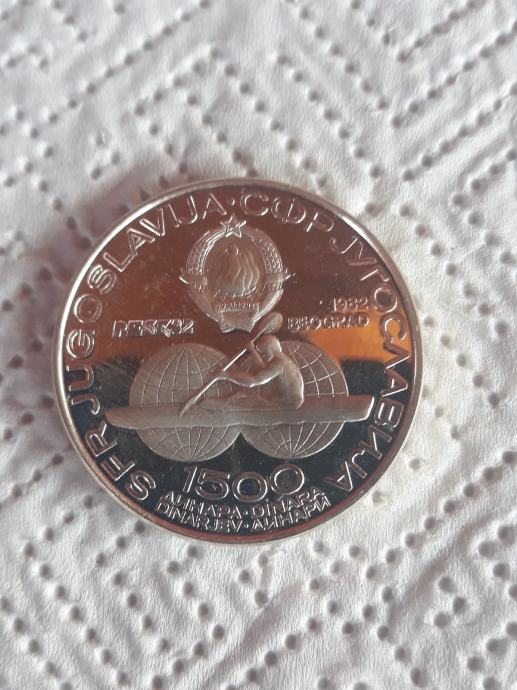 SFR JUGOSLAVIJA · СФР ЈУГОСЛАВИЈА
1982
BEOGRAD
1500
ДИНАРА · DINARA
DINARJEV · ДИНАРИ